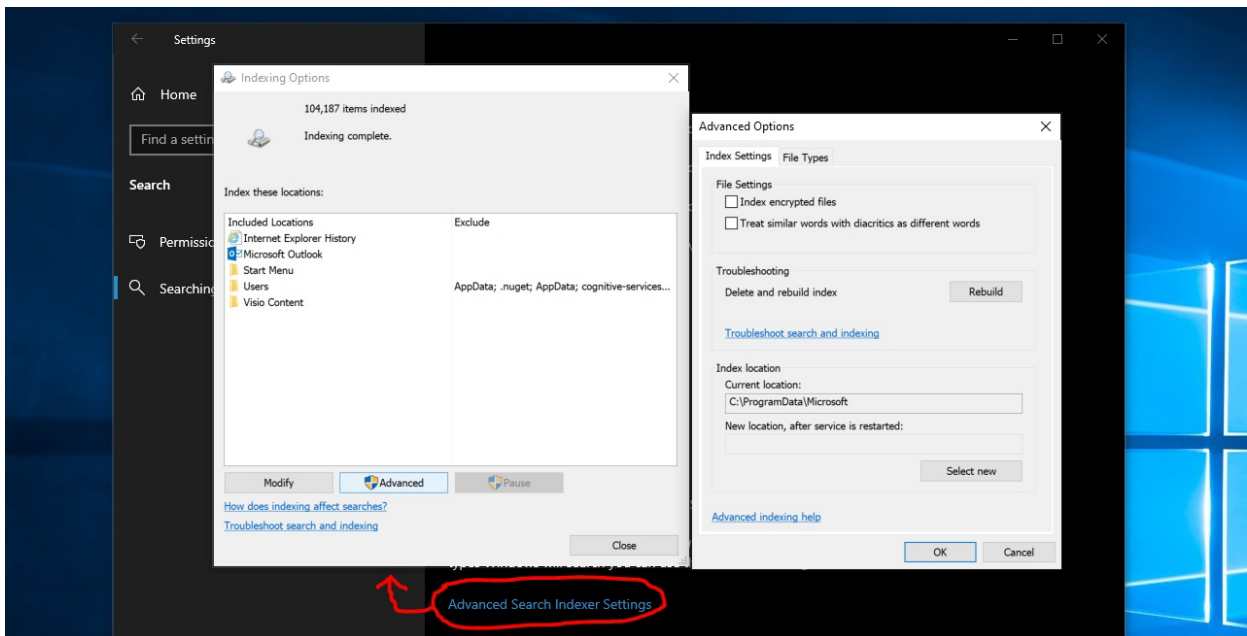 Settings
Home
Find a settin
Search
Permissic
Searching
Indexing Options
104,187 items indexed
Indexing complete.
Index these locations:
Included Locations Exclude
Internet Explorer History
Microsoft Outlook
Start Menu
Users AppData; .nuget; AppData; cognitive-services...
Visio Content
Modify Advanced Pause
How does indexing affect searches?
Troubleshoot search and indexing
Close
Advanced Search Indexer Settings
Advanced Options
Index Settings File Types
File Settings
Index encrypted files
Treat similar words with diacritics as different words
Troubleshooting
Delete and rebuild index Rebuild
Troubleshoot search and indexing
Index location
Current location:
C:\ProgramData\Microsoft
New location, after service is restarted:
Select new
Advanced indexing help
OK Cancel